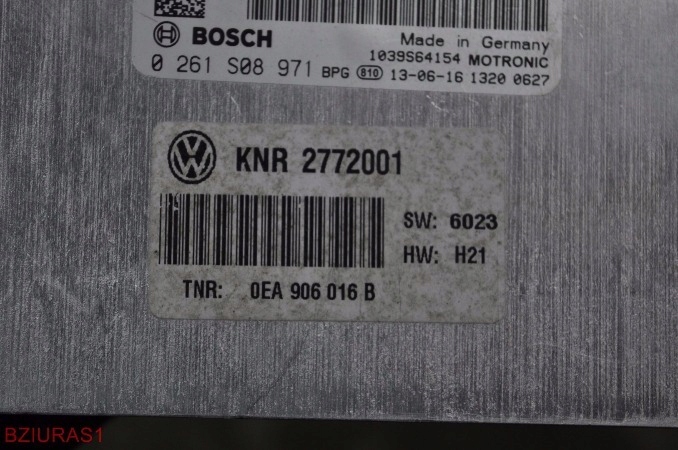 BOSCH
Made in Germany
1039S64154 MOTRONIC
0 261 S08 971 BPG 810 13-06-16 1320 0627
VW KNR 2772001
SW: 6023
HW: H21
TNR: 0EA 906 016 B
BZIURAS1